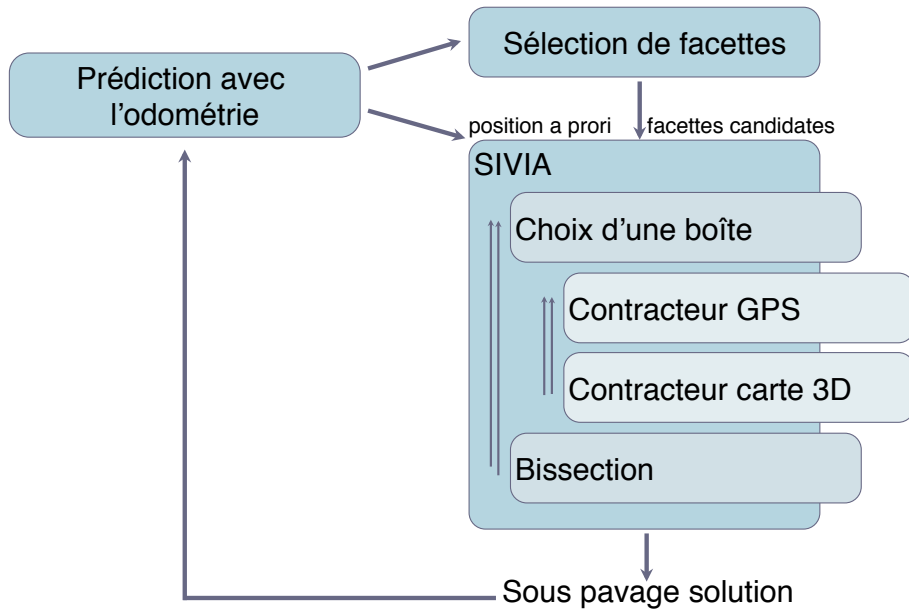 Prédiction avec
l'odométrie
Sélection de facettes
position a prori
facettes candidates
SIVIA
Choix d'une boîte
Contracteur GPS
Contracteur carte 3D
Bissection
Sous pavage solution